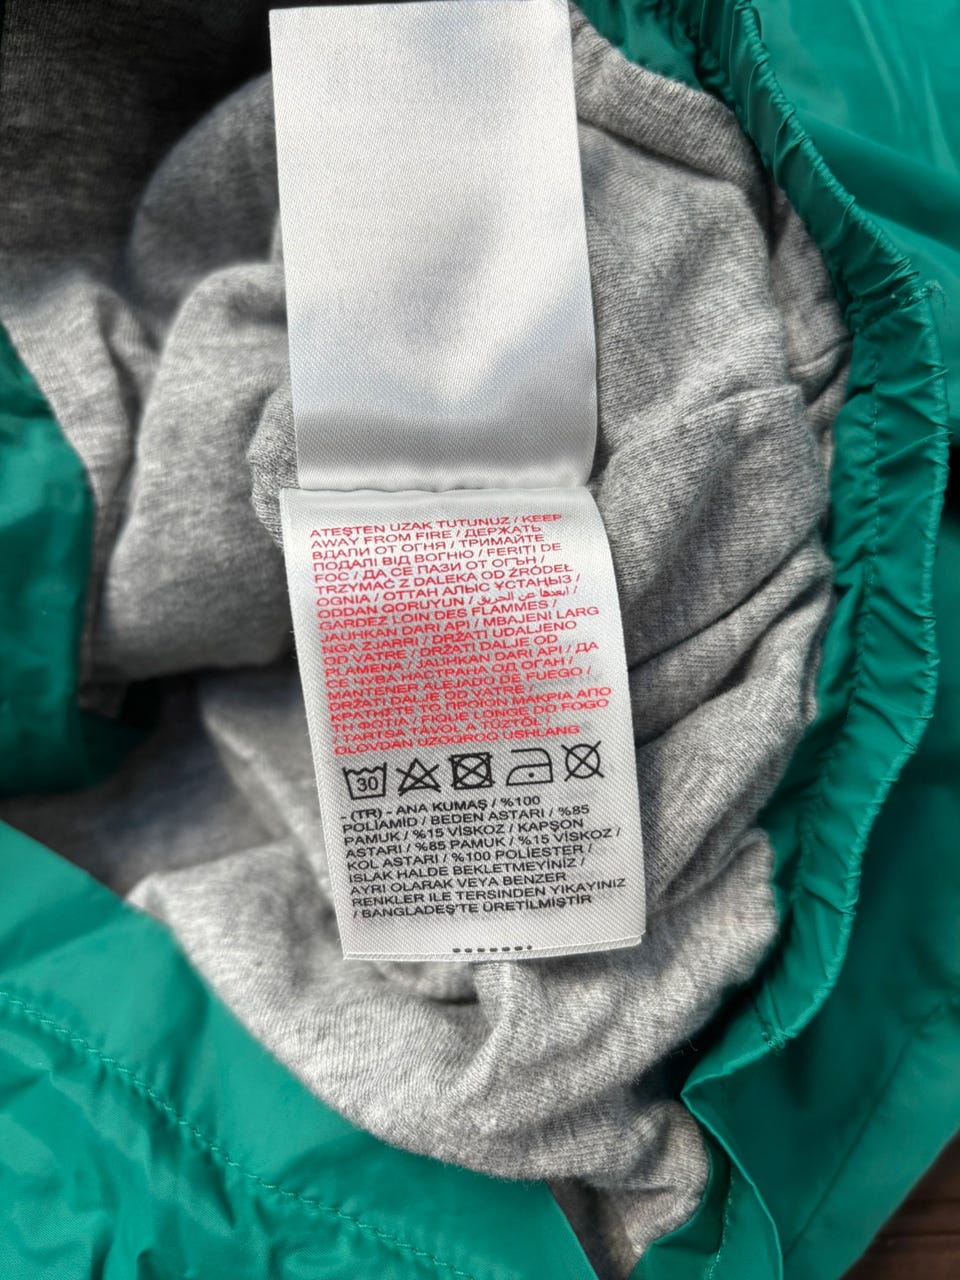 ATEŞTEN UZAK TUTUNUZ / KEEP
AWAY FROM FIRE / ДЕРЖАТЬ
ВДАЛИ ОТ ОГНЯ / ТРИМАЙТЕ
ПОДАЛІ ВІД ВОГНЮ / FERITI DE
FOC / ДА СЕ ПАЗИ ОТ ОГЪН /
TRZYMAĆ Z DALEKA OD ŹRÓDEŁ
OGNIA / ОТТАН АЛЫС ҰСТАҢЫЗ /
ODDAN QORUYUN / ابعدها عن الحريق /
GARDEZ LOIN DES FLAMMES /
JAUHKAN DARI API / MBAJENI LARG
NGA ZJARRI / DRŽATI UDALJENO
OD VATRE / DRŽATI DALJE OD
PLAMENA / JAUHKAN DARI API / ДА
СЕ ЧУВА НАСТРАНА ОД ОГАН /
MANTENER ALEJADO DE FUEGO /
DRŽATI DALJE OD VATRE /
ΚΡΑΤΗΣΤΕ ΤΟ ΠΡΟΙΟΝ ΜΑΚΡΙΑ ΑΠΟ
ΤΗ ΦΩΤΙΑ / FIQUE LONGE DO FOGO
/ TARTSA TÁVOL A TŰZTŐL /
OLOVDAN UZOQROQ USHLANG
30
- (TR) - ANA KUMAŞ / %100
POLİAMİD / BEDEN ASTARI / %85
PAMUK / %15 VİSKOZ / KAPŞON
ASTARI / %85 PAMUK / %15 VİSKOZ /
KOL ASTARI / %100 POLİESTER /
ISLAK HALDE BEKLETMEYİNİZ /
AYRI OLARAK VEYA BENZER
RENKLER İLE TERSİNDEN YIKAYINIZ
/ BANGLADEŞ'TE ÜRETİLMİŞTİR